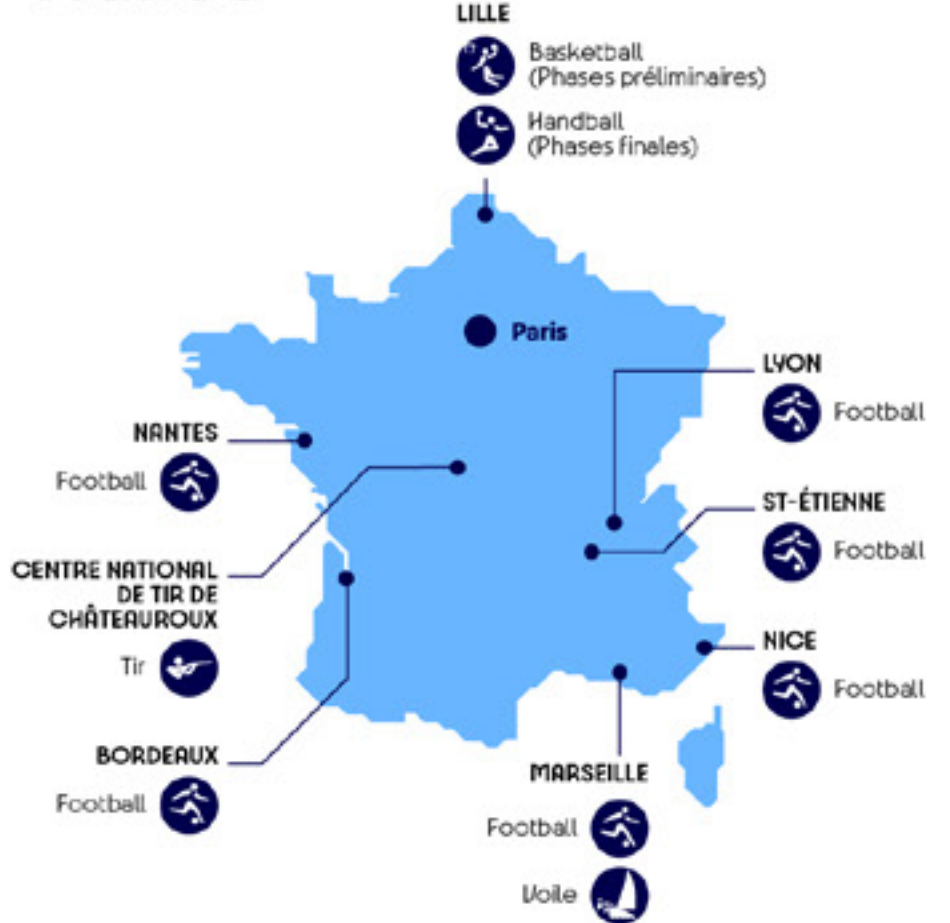 LILLE
Basketball
(Phases préliminaires)
Handball
(Phases finales)
Paris
LYON
Football
NANTES
Football
ST-ÉTIENNE
Football
CENTRE NATIONAL
DE TIR DE
CHÂTEAUROUX
Tir
NICE
Football
BORDEAUX
Football
MARSEILLE
Football
Voile